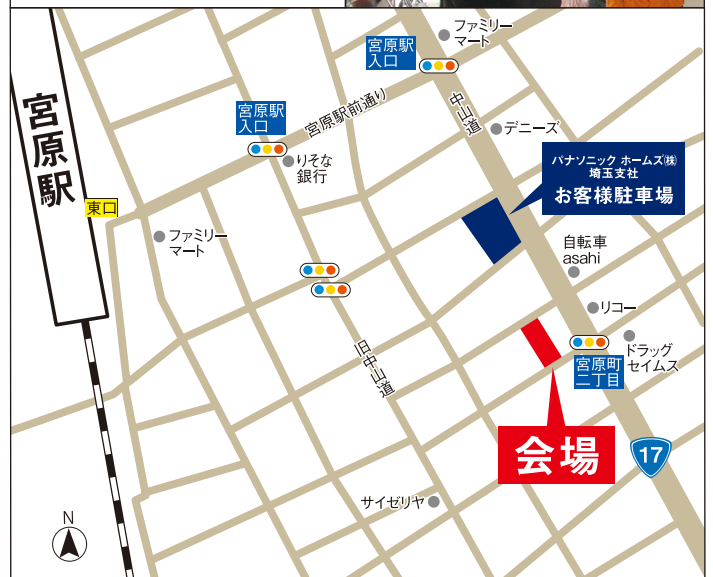 宮原駅
東口
宮原駅
入口
宮原駅前通り
りそな
銀行
ファミリー
マート
宮原駅
入口
ファミリー
マート
中山道
デニーズ
パナソニック ホームズ㈱
埼玉支社
お客様駐車場
自転車
asahi
リコー
ドラッグ
セイムス
宮原町
二丁目
会場
17
旧中山道
サイゼリヤ
N